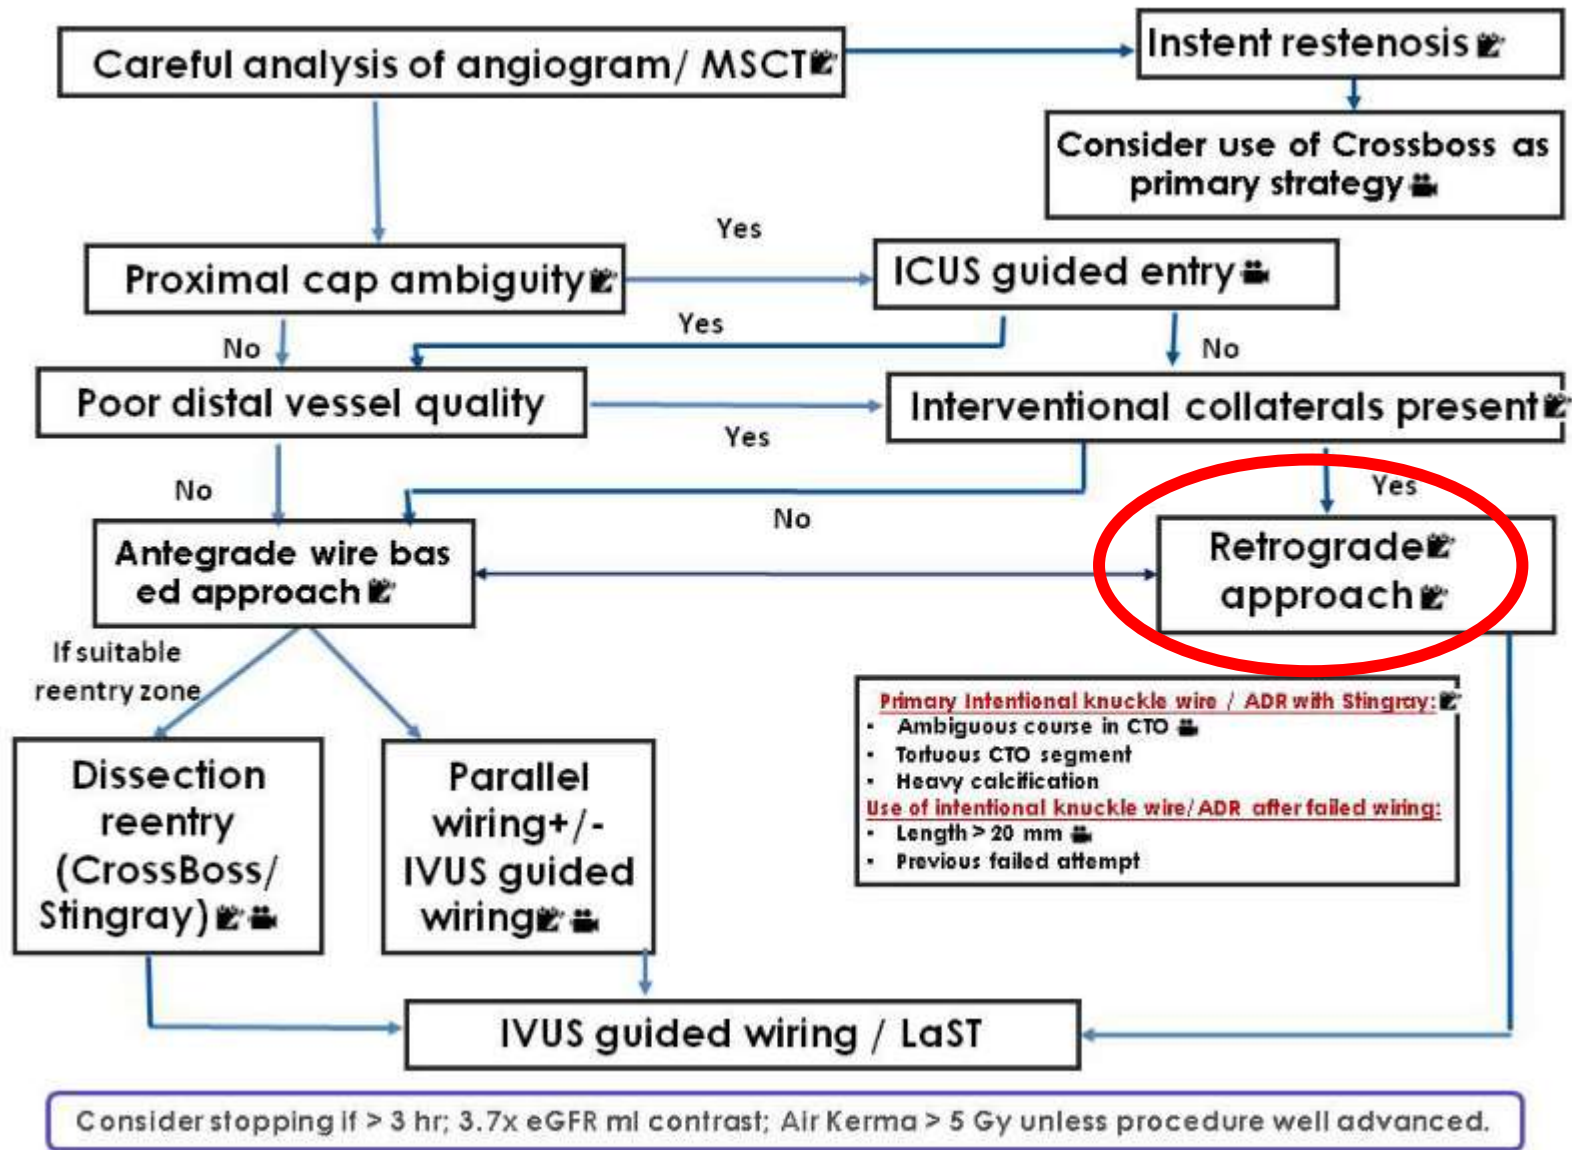 Careful analysis of angiogram/ MSCT
Instent restenosis
Consider use of Crossboss as
primary strategy
Yes
Proximal cap ambiguity
ICUS guided entry
Yes
No
No
Poor distal vessel quality
Interventional collaterals present
Yes
No
Yes
No
Antegrade wire bas
ed approach
Retrograde
approach
If suitable
reentry zone
Primary Intentional knuckle wire / ADR with Stingray:
- Ambiguous course in CTO
- Tortuous CTO segment
- Heavy calcification
Use of intentional knuckle wire/ADR after failed wiring:
- Length > 20 mm
- Previous failed attempt
Dissection
reentry
(CrossBoss/
Stingray)
Parallel
wiring+/-
IVUS guided
wiring
IVUS guided wiring / LaST
Consider stopping if > 3 hr; 3.7x eGFR ml contrast; Air Kerma > 5 Gy unless procedure well advanced.